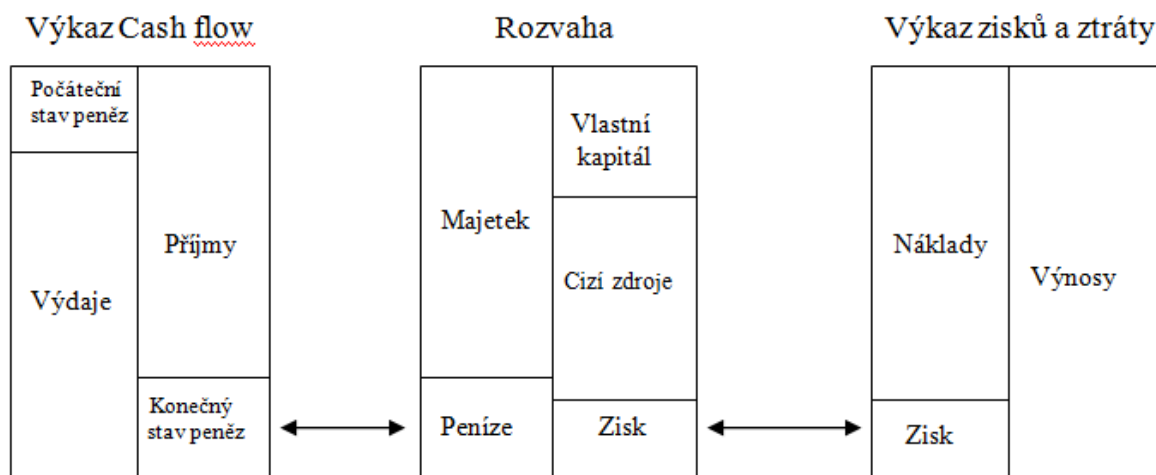 Výkaz Cash flow
Počáteční
stav peněz
Výdaje
Příjmy
Konečný
stav peněz
Rozvaha
Majetek
Peníze
Vlastní
kapitál
Cizí zdroje
Zisk
Výkaz zisků a ztráty
Náklady
Zisk
Výnosy